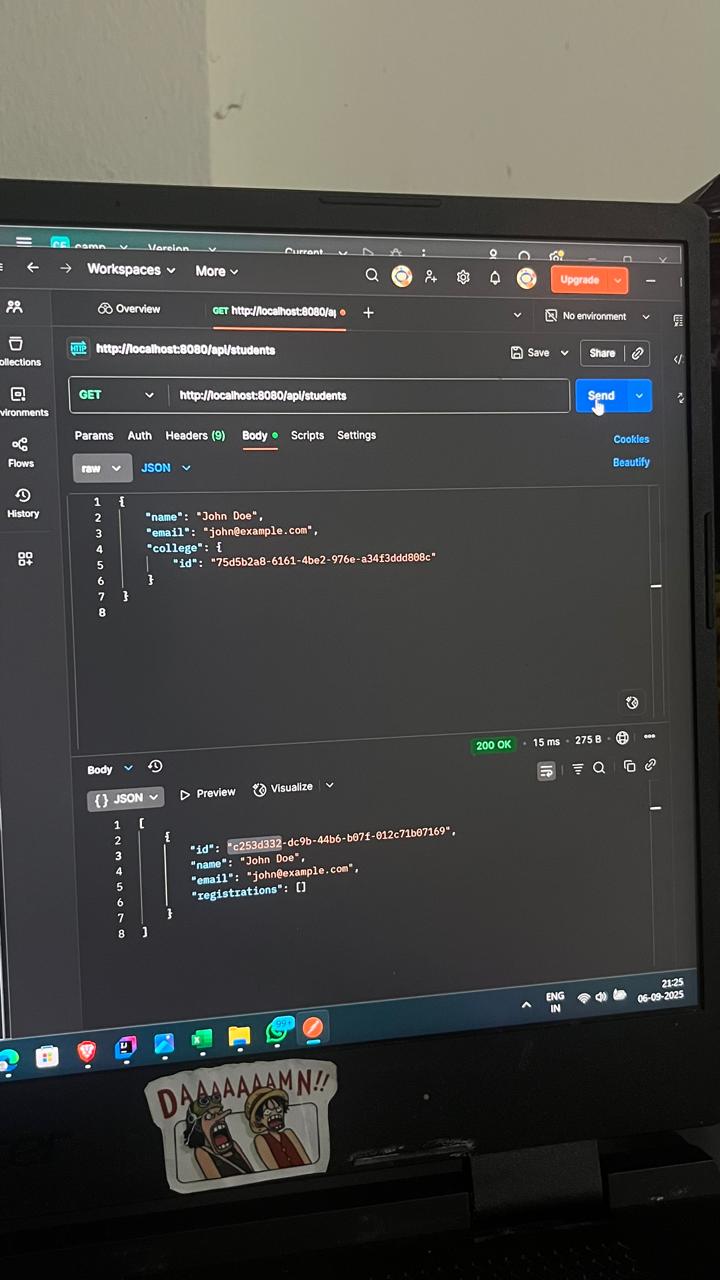 camp
Version
Current
Workspaces
More
Upgrade
Overview
GET http://localhost:8080/a
No environment
HTTP
http://localhost:8080/api/students
Save
Share
GET
http://localhost:8080/api/students
Send
Params
Auth
Headers (9)
Body
Scripts
Settings
Cookies
raw
JSON
Beautify
ollections
vironments
Flows
History
1 {
2 "name": "John Doe",
3 "email": "john@example.com",
4 "college": {
5 "id": "75d5b2a8-6161-4be2-976e-a34f3ddd808c"
6 }
7 }
8
200 OK • 15 ms • 275 B
Body
{} JSON
Preview
Visualize
1 [
2 {
3 "id": "c253d332-dc9b-44b6-b07f-012c71b07169",
4 "name": "John Doe",
5 "email": "john@example.com",
6 "registrations": []
7 }
8 ]
ENG
IN
21:25
06-09-2025
99+
DAAAAAAAMN!!